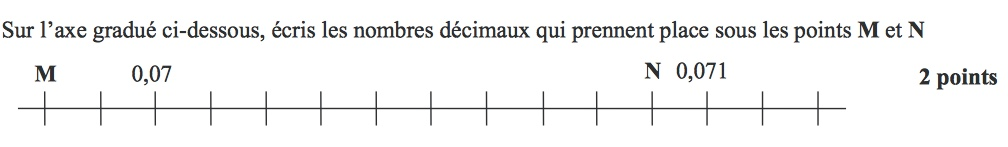 Sur l’axe gradué ci-dessous, écris les nombres décimaux qui prennent place sous les points M et N
M 0,07 N 0,071 2 points